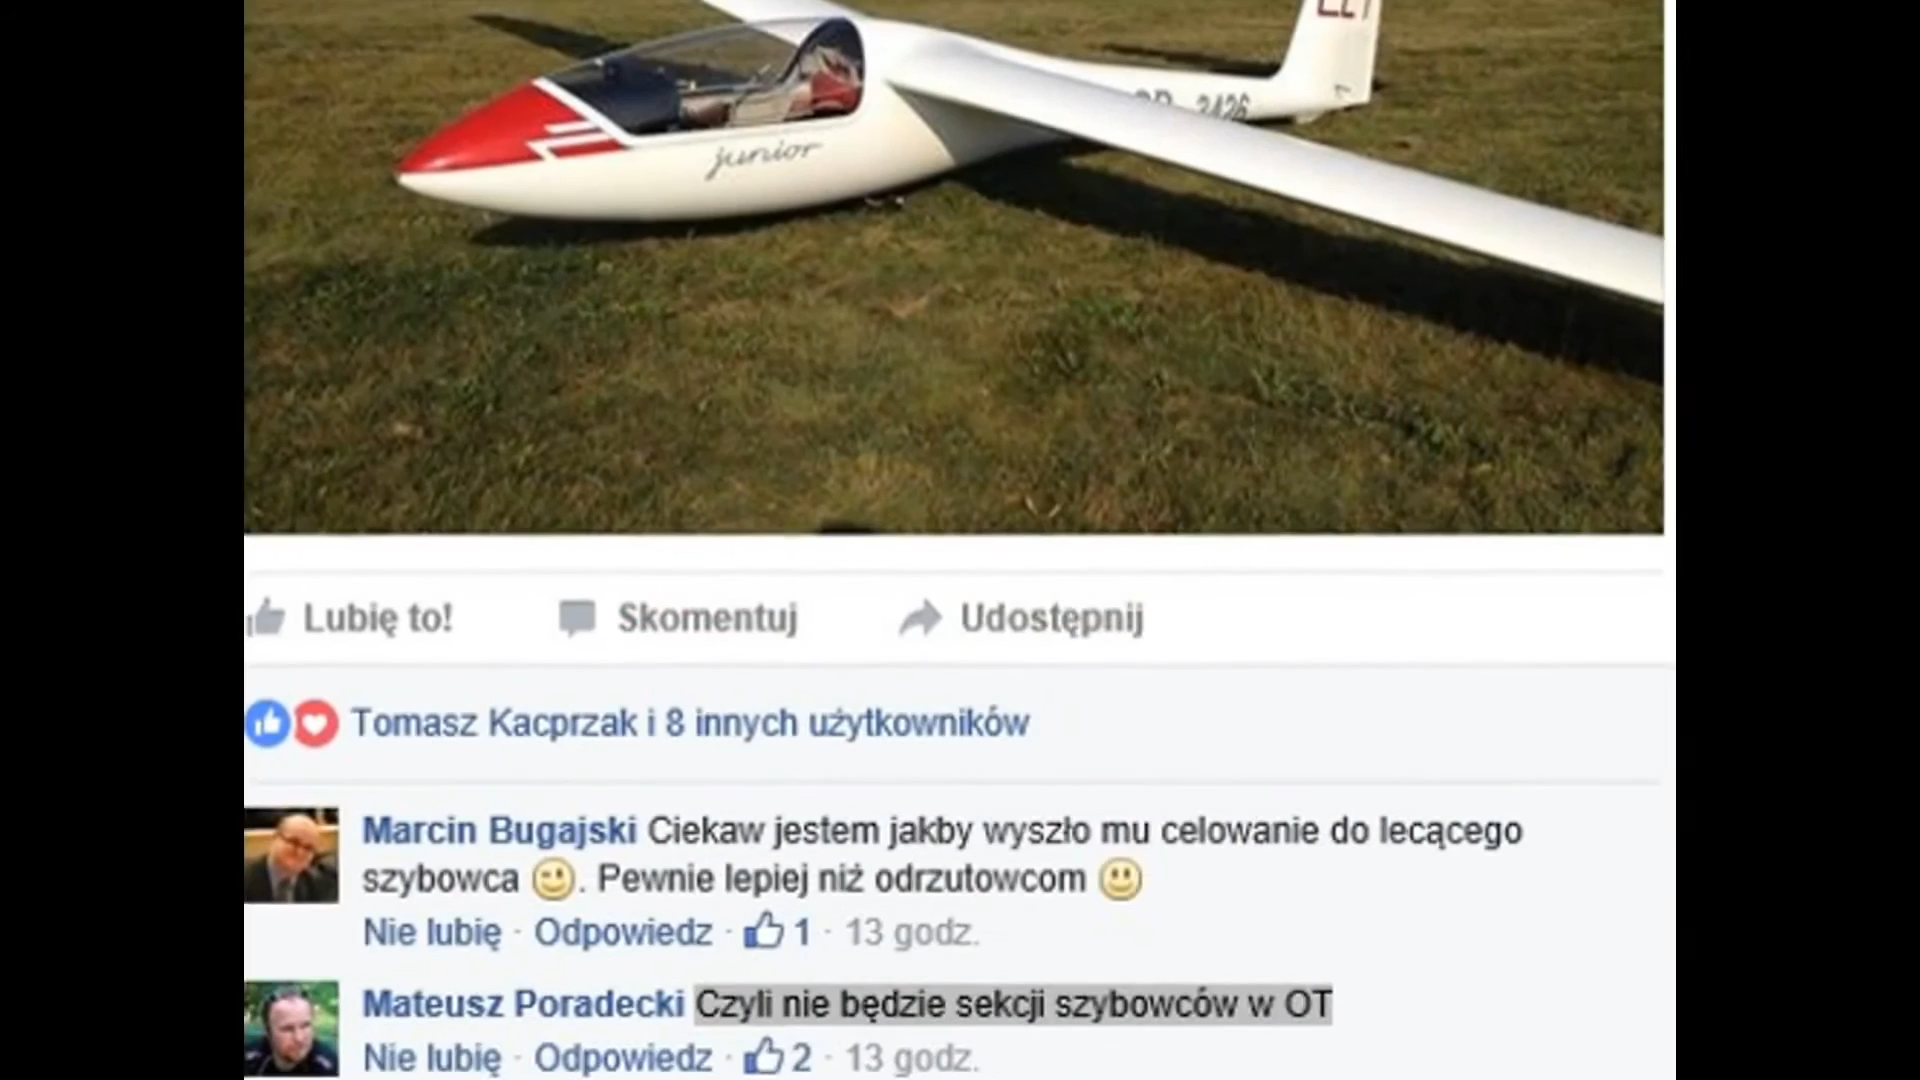 junior
3426
Lubię to! Skomentuj Udostępnij
Tomasz Kacprzak i 8 innych użytkowników
Marcin Bugajski Ciekaw jestem jakby wyszło mu celowanie do lecącego
szybowca 😉. Pewnie lepiej niż odrzutowcom 🙂
Nie lubię · Odpowiedz · 1 · 13 godz.
Mateusz Poradecki Czyli nie będzie sekcji szybowców w OT
Nie lubię · Odpowiedz · 2 · 13 godz.